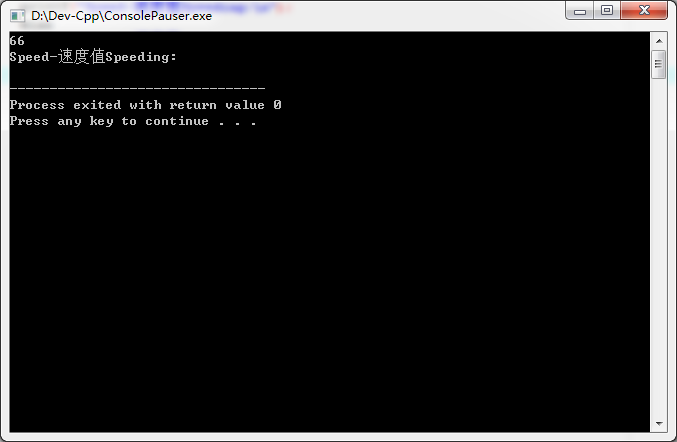 D:\Dev-Cpp\ConsolePauser.exe
66
Speed-速度值Speeding:
--------------------------------
Process exited with return value 0
Press any key to continue . . .